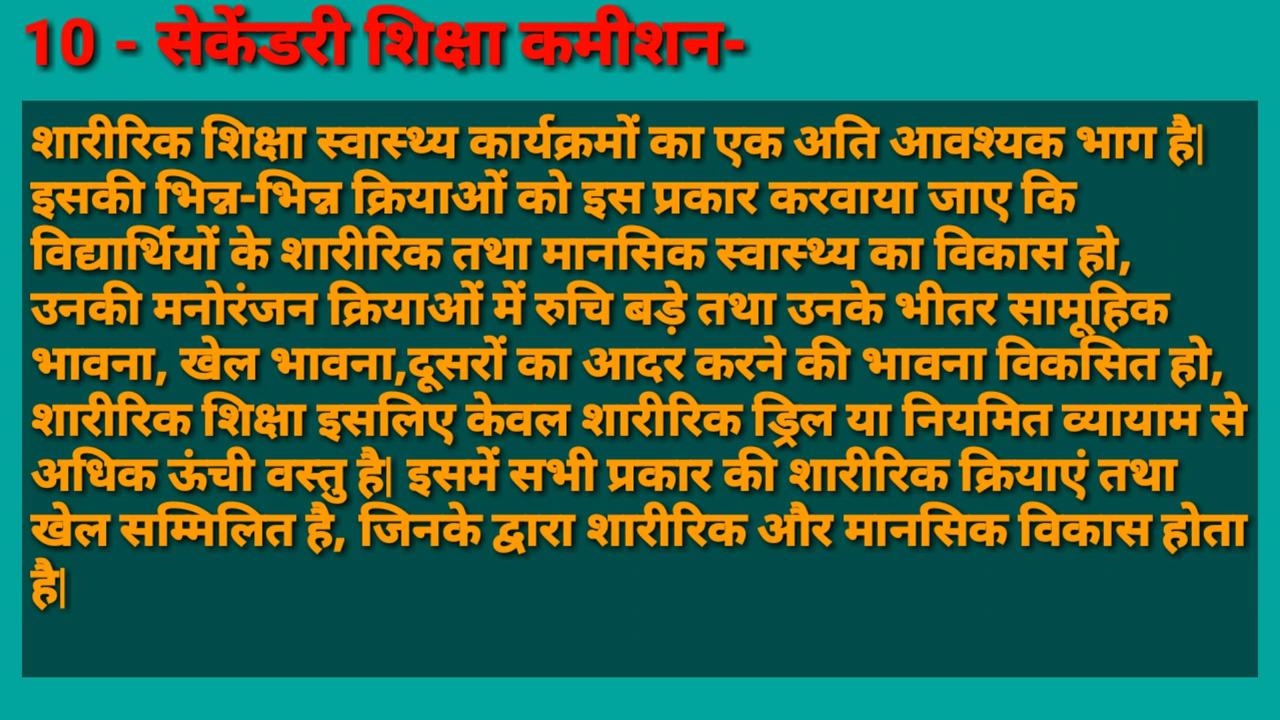 10 - सेकेंडरी शिक्षा कमीशन-
शारीरिक शिक्षा स्वास्थ्य कार्यक्रमों का एक अति आवश्यक भाग है|
इसकी भिन्न-भिन्न क्रियाओं को इस प्रकार करवाया जाए कि
विद्यार्थियों के शारीरिक तथा मानसिक स्वास्थ्य का विकास हो,
उनकी मनोरंजन क्रियाओं में रुचि बड़े तथा उनके भीतर सामूहिक
भावना, खेल भावना,दूसरों का आदर करने की भावना विकसित हो,
शारीरिक शिक्षा इसलिए केवल शारीरिक ड्रिल या नियमित व्यायाम से
अधिक ऊंची वस्तु है| इसमें सभी प्रकार की शारीरिक क्रियाएं तथा
खेल सम्मिलित है, जिनके द्वारा शारीरिक और मानसिक विकास होता
है|